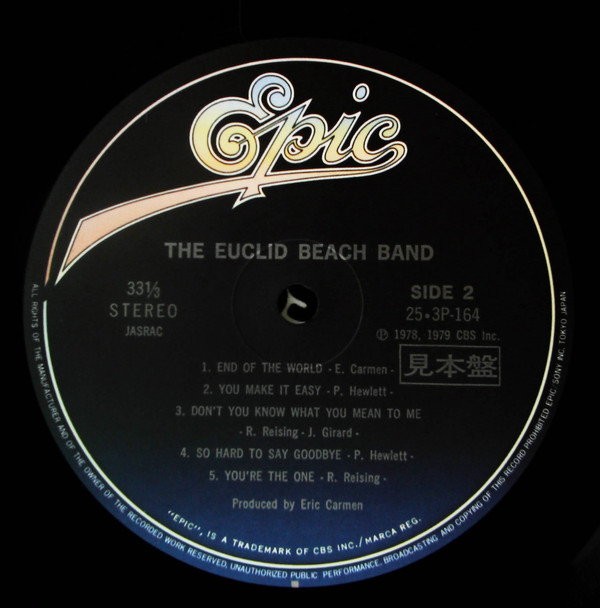 Epic
THE EUCLID BEACH BAND
33⅓
STEREO
JASRAC
SIDE 2
25•3P-164
Ⓟ 1978, 1979 CBS Inc.
見本盤
1. END OF THE WORLD - E. Carmen -
2. YOU MAKE IT EASY - P. Hewlett -
3. DON'T YOU KNOW WHAT YOU MEAN TO ME
- R. Reising - J. Girard -
4. SO HARD TO SAY GOODBYE - P. Hewlett -
5. YOU'RE THE ONE - R. Reising -
Produced by Eric Carmen
"EPIC", IS A TRADEMARK OF CBS INC./MARCA REG.
ALL RIGHTS OF THE MANUFACTURER AND OF THE OWNER OF THE RECORDED WORK RESERVED, UNAUTHORIZED PUBLIC PERFORMANCE, BROADCASTING AND COPYING OF THIS RECORD PROHIBITED EPIC SONY INC. TOKYO JAPAN